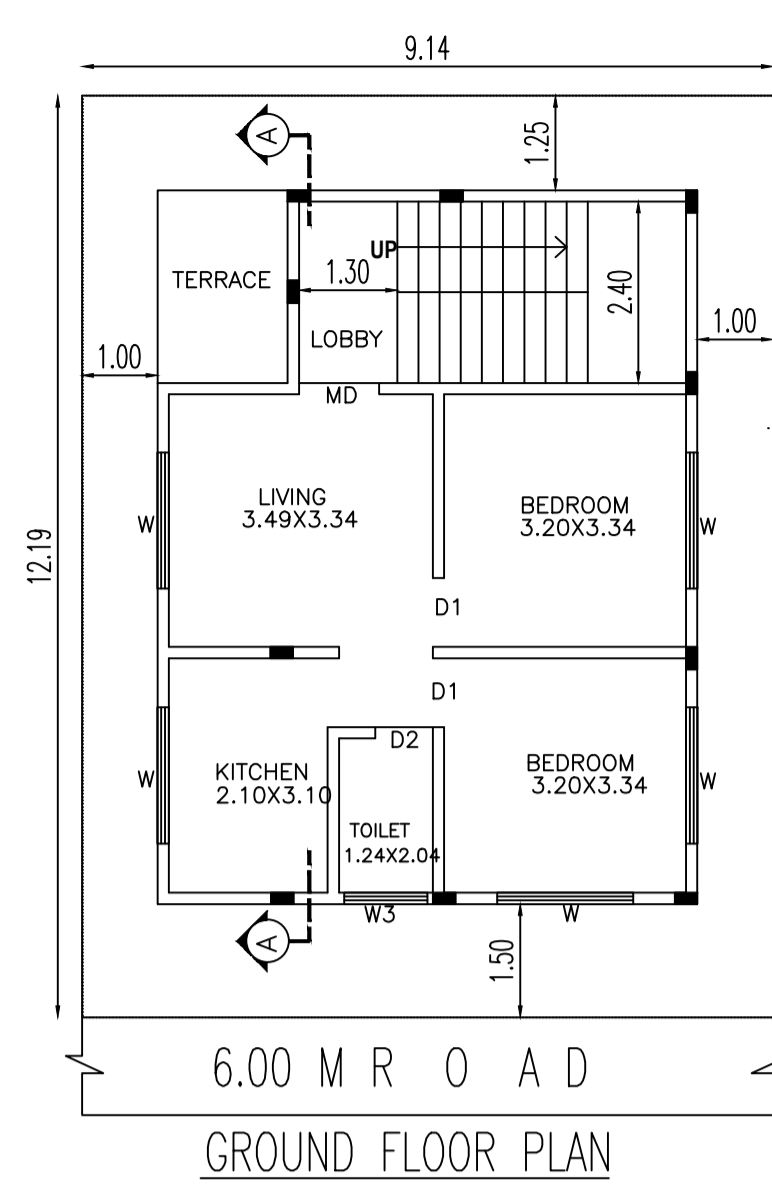 9.14
A
1.25
UP
TERRACE
1.30
2.40
LOBBY
1.00
1.00
MD
LIVING
3.49X3.34
BEDROOM
3.20X3.34
W
W
12.19
D1
D1
D2
KITCHEN
2.10X3.10
BEDROOM
3.20X3.34
W
W
TOILET
1.24X2.04
W3
W
A
1.50
6.00 M R O A D
GROUND FLOOR PLAN